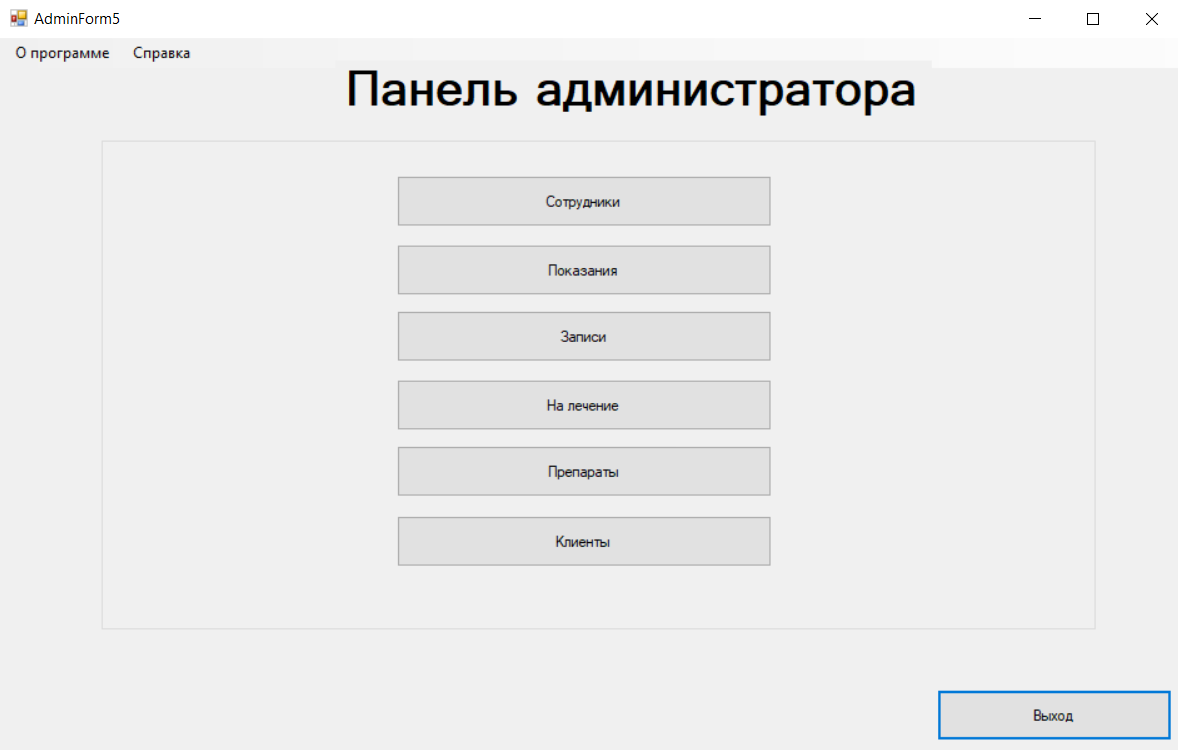 AdminForm5
О программе Справка
Панель администратора
Сотрудники
Показания
Записи
На лечение
Препараты
Клиенты
Выход